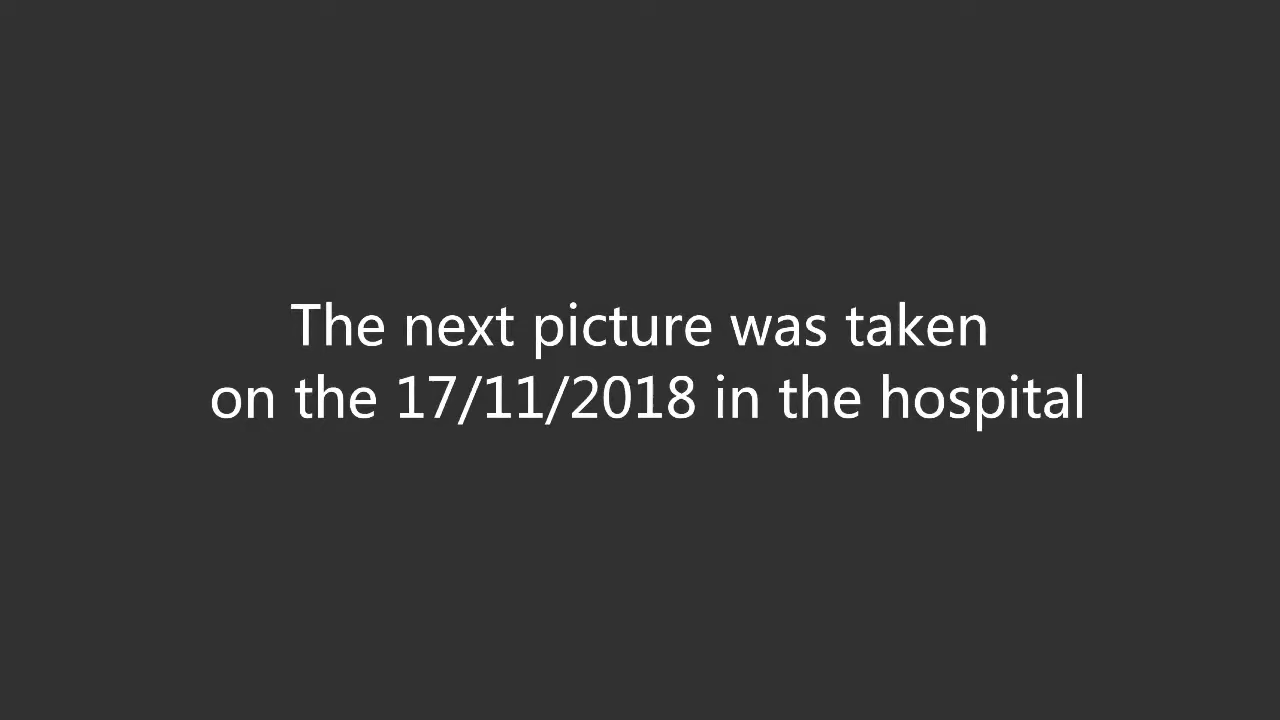 The next picture was taken
on the 17/11/2018 in the hospital